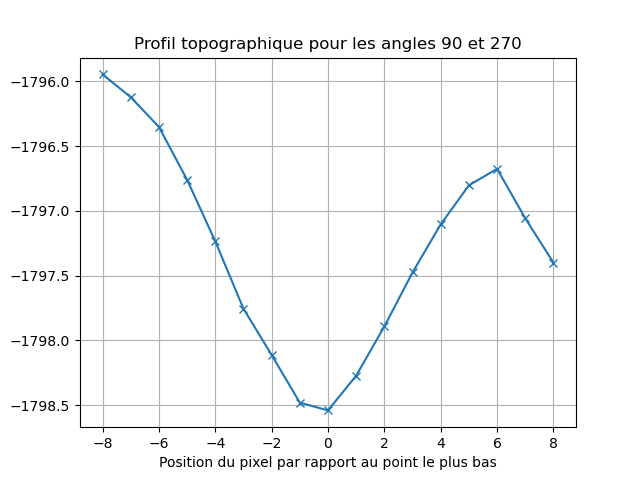 Profil topographique pour les angles 90 et 270
−1796.0
−1796.5
−1797.0
−1797.5
−1798.0
−1798.5
−8 −6 −4 −2 0 2 4 6 8
Position du pixel par rapport au point le plus bas